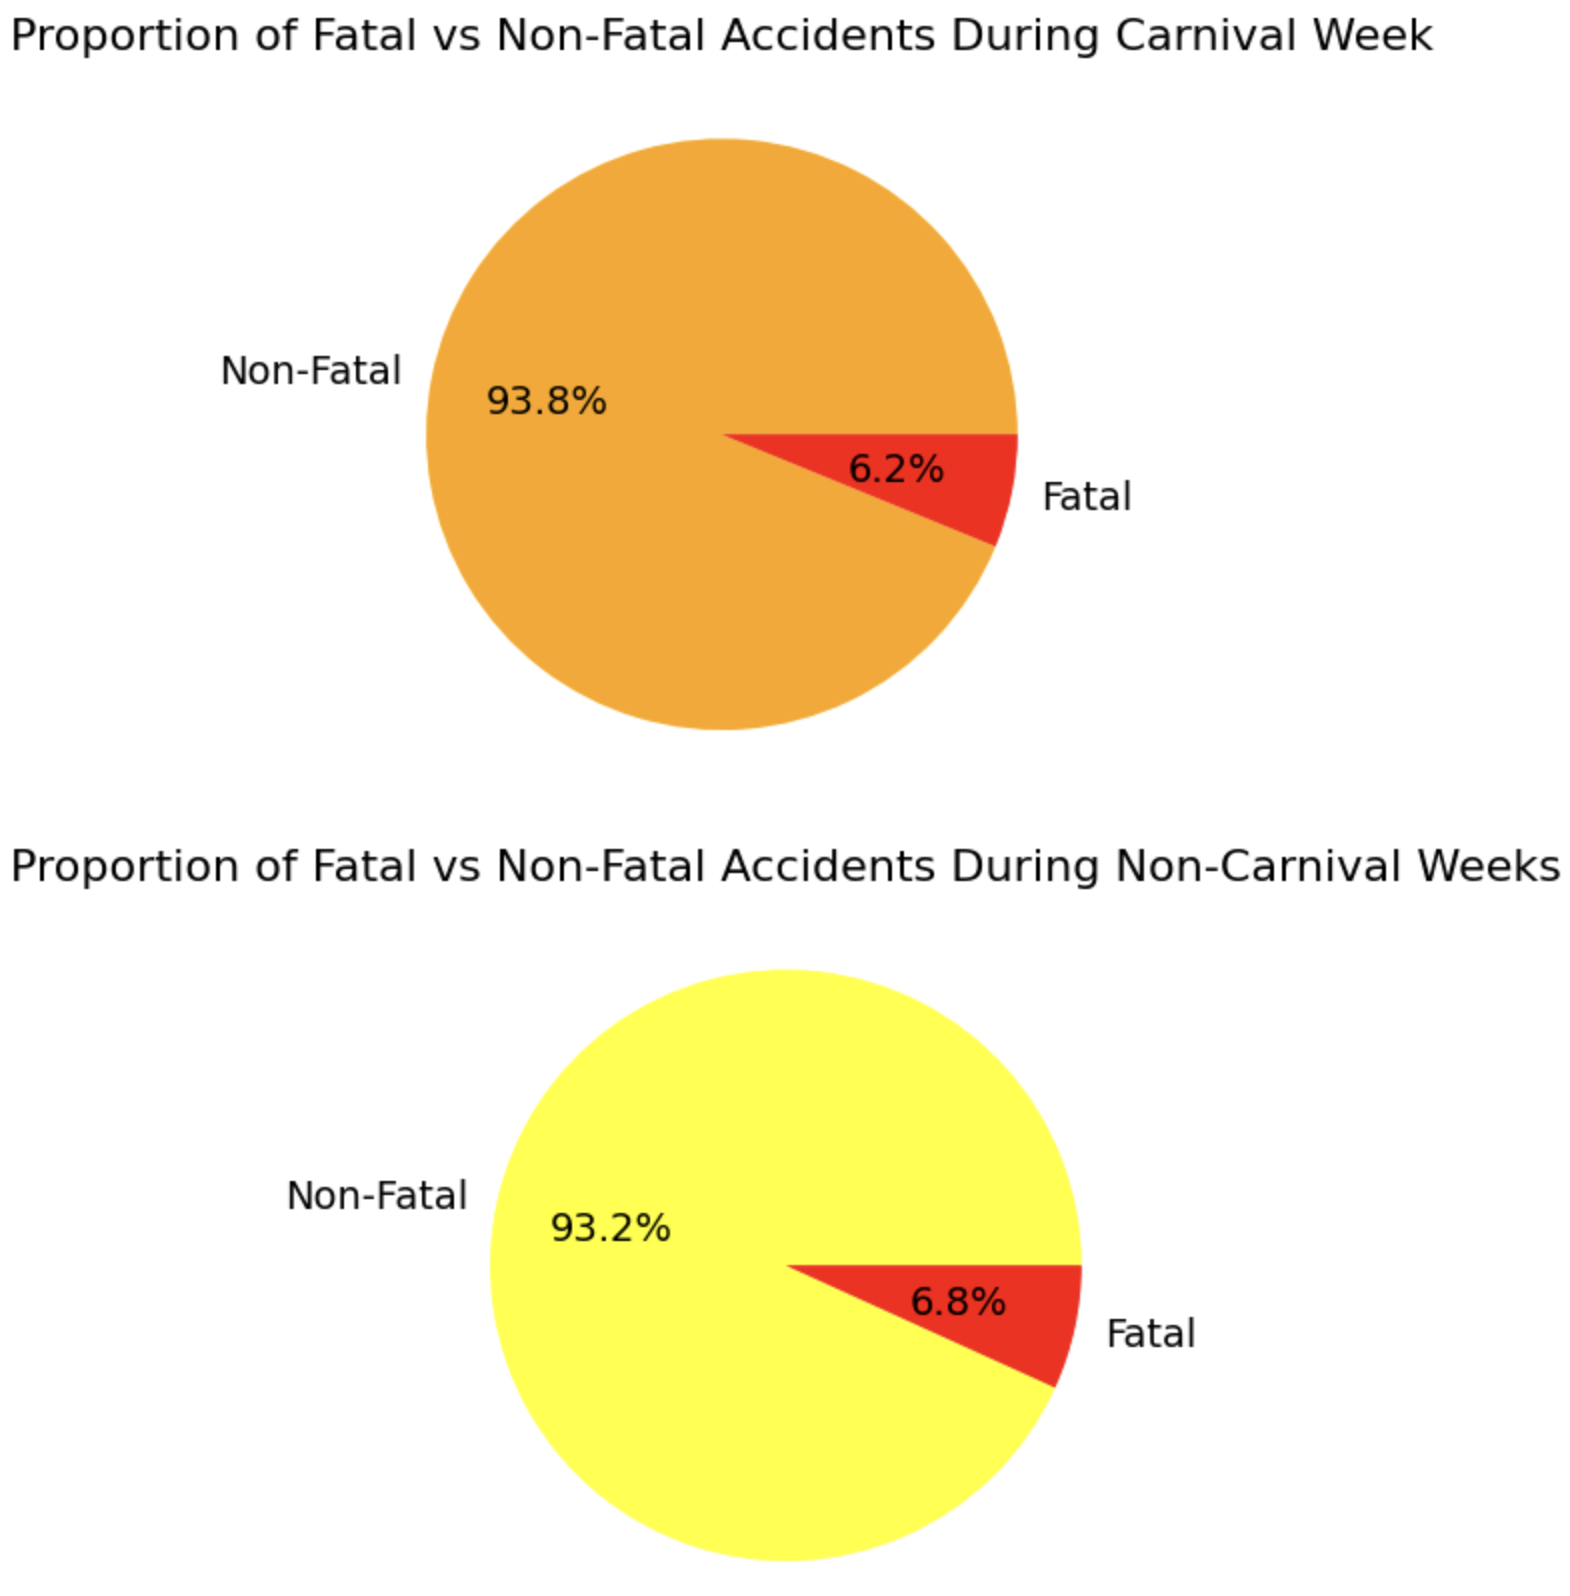 Proportion of Fatal vs Non-Fatal Accidents During Carnival Week
Non-Fatal
93.8%
6.2%
Fatal
Proportion of Fatal vs Non-Fatal Accidents During Non-Carnival Weeks
Non-Fatal
93.2%
6.8%
Fatal